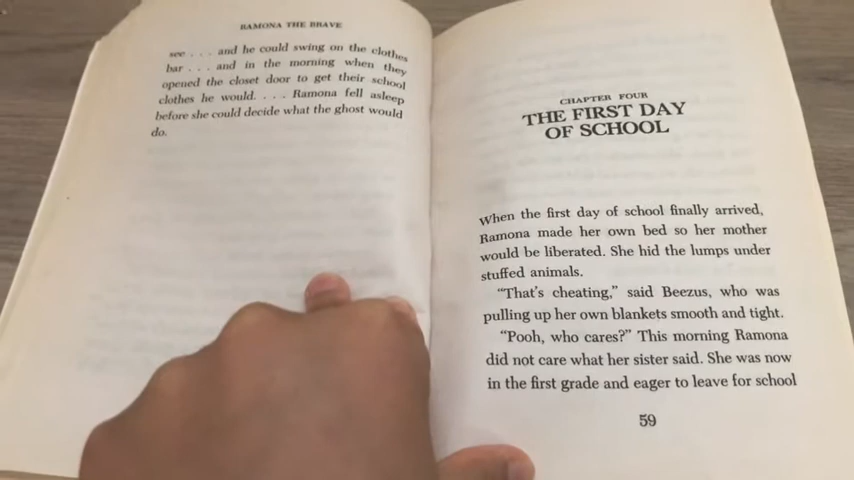 RAMONA THE BRAVE
see . . . and he could swing on the clothes
bar . . . and in the morning when they
opened the closet door to get their school
clothes he would. . . . Ramona fell asleep
before she could decide what the ghost would
do.
CHAPTER FOUR
THE FIRST DAY
OF SCHOOL
When the first day of school finally arrived,
Ramona made her own bed so her mother
would be liberated. She hid the lumps under
stuffed animals.
"That's cheating," said Beezus, who was
pulling up her own blankets smooth and tight.
"Pooh, who cares?" This morning Ramona
did not care what her sister said. She was now
in the first grade and eager to leave for school
59